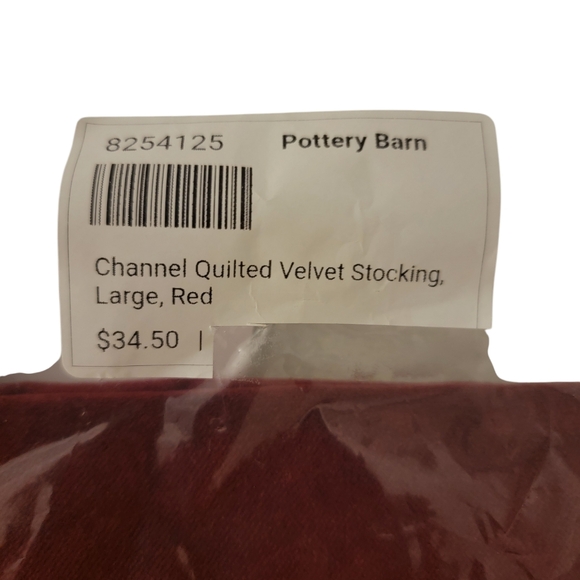 8254125 Pottery Barn
Channel Quilted Velvet Stocking,
Large, Red
$34.50 |